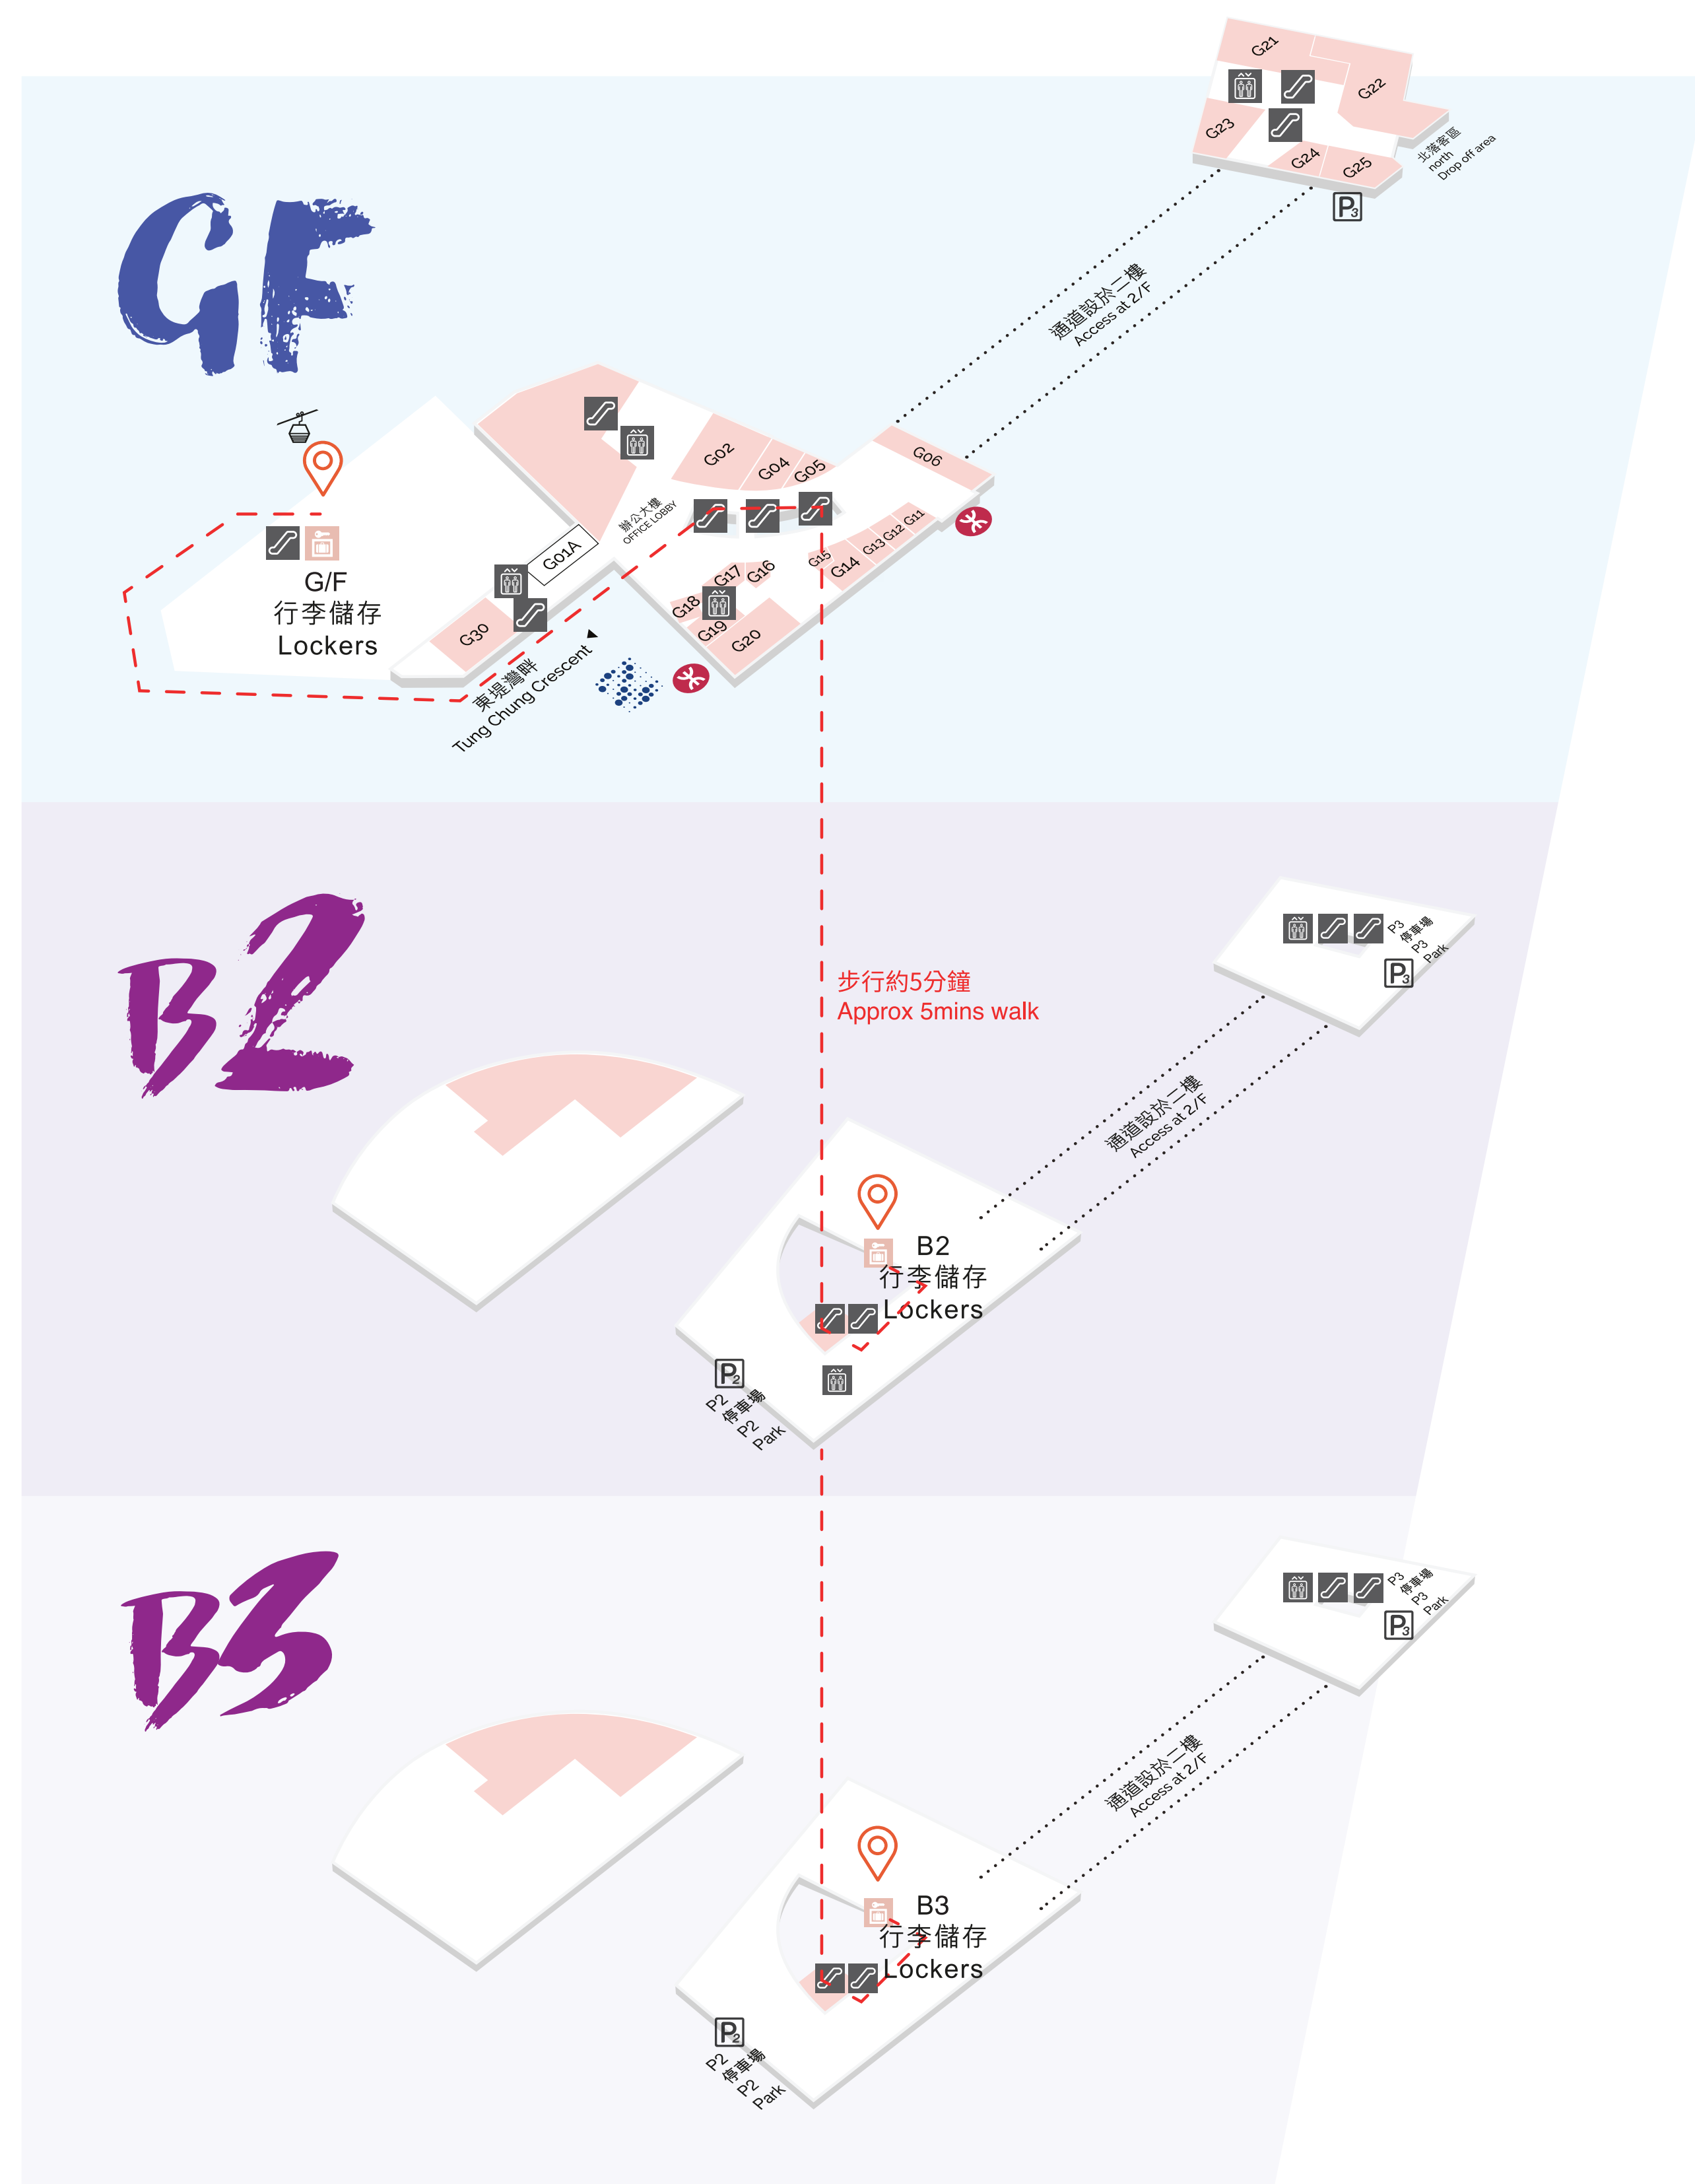 GF
G21
G22
G23
G24
G25
北落客區
north
Drop off area
P3
通道設於二樓
Access at 2/F
G02
G04
G05
G06
辦公大樓
OFFICE LOBBY
G01A
G11
G12
G13
G14
G15
G16
G17
G18
G19
G20
G30
G/F
行李儲存
Lockers
東堤灣畔
Tung Chung Crescent
B2
步行約5分鐘
Approx 5mins walk
P3
停車場
P3
Park
P3
通道設於二樓
Access at 2/F
B2
行李儲存
Lockers
P2
P2
停車場
P2
Park
B3
P3
停車場
P3
Park
P3
通道設於二樓
Access at 2/F
B3
行李儲存
Lockers
P2
P2
停車場
P2
Park